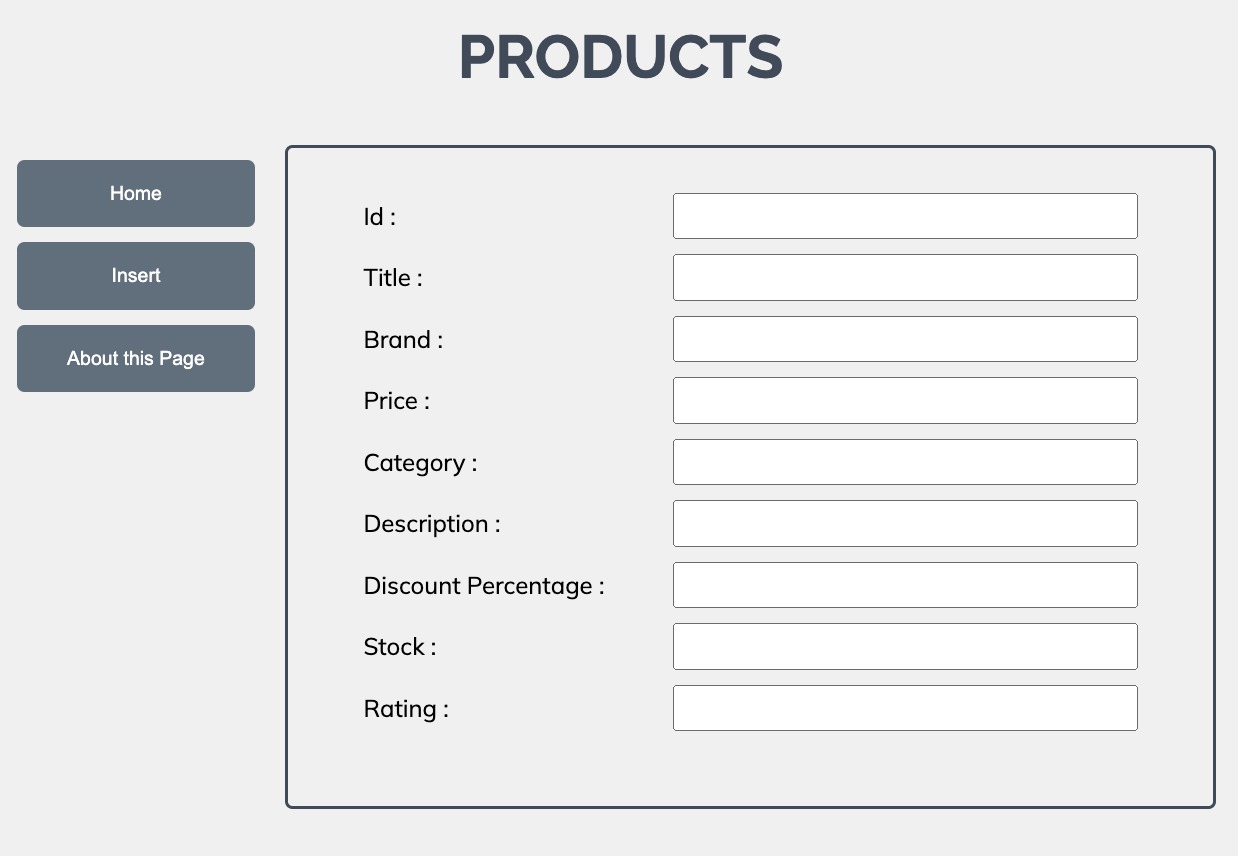 PRODUCTS
Home
Insert
About this Page
Id :
Title :
Brand :
Price :
Category :
Description :
Discount Percentage :
Stock :
Rating :